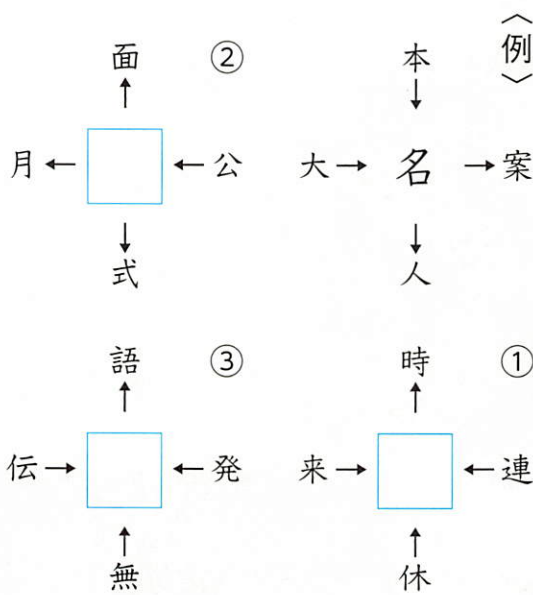 〈例〉
本
大→名→案
↓
人
①
時
↑
来→□←連
↑
休
②
面
↑
月←□←公
↓
式
③
語
↑
伝→□←発
↑
無